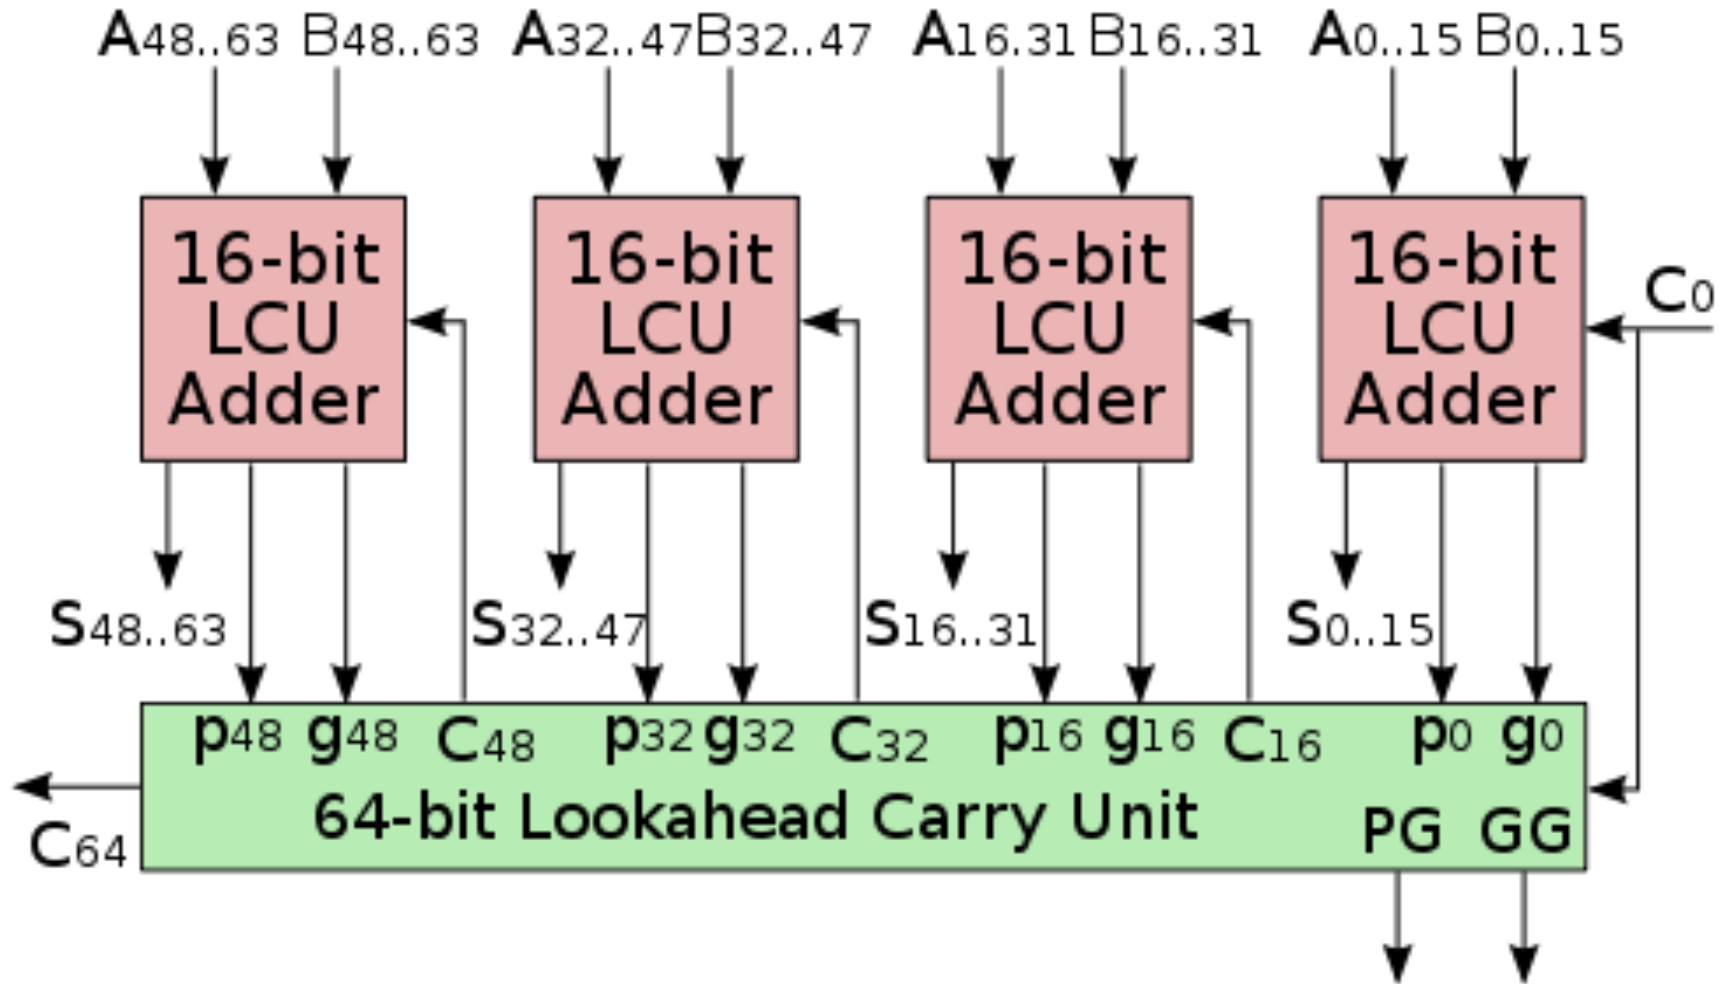 A48..63 B48..63 A32..47 B32..47 A16.31 B16..31 A0..15 B0..15
16-bit LCU Adder
16-bit LCU Adder
16-bit LCU Adder
16-bit LCU Adder
C0
S48..63 S32..47 S16..31 S0..15
p48 g48 C48 p32 g32 C32 p16 g16 C16 p0 g0
64-bit Lookahead Carry Unit
PG GG
C64